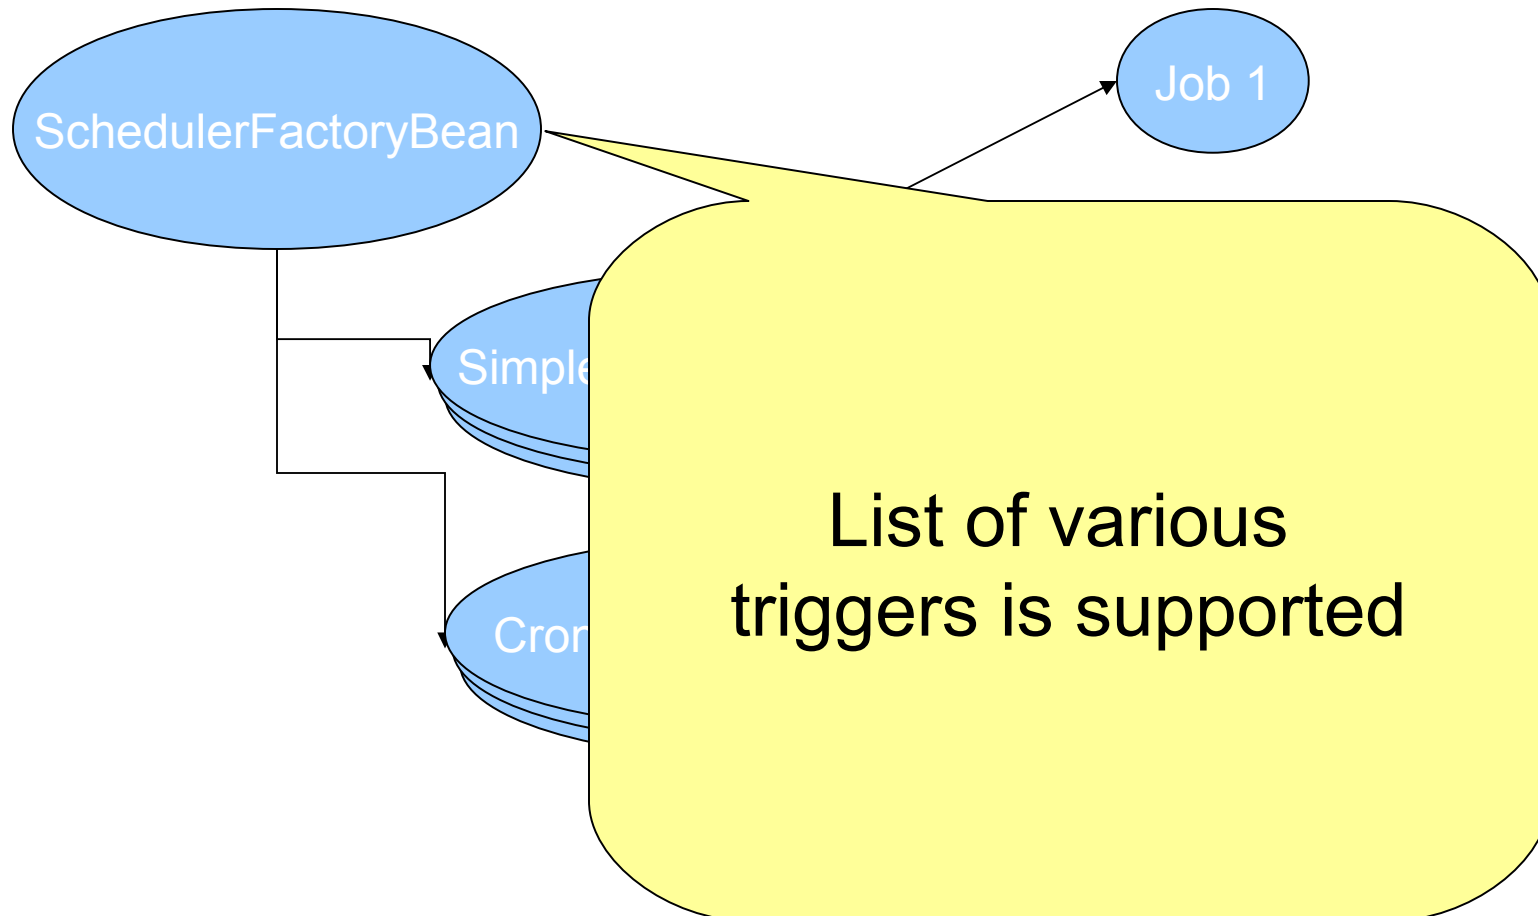 SchedulerFactoryBean
Job 1
Simple
Cron
List of various
triggers is supported